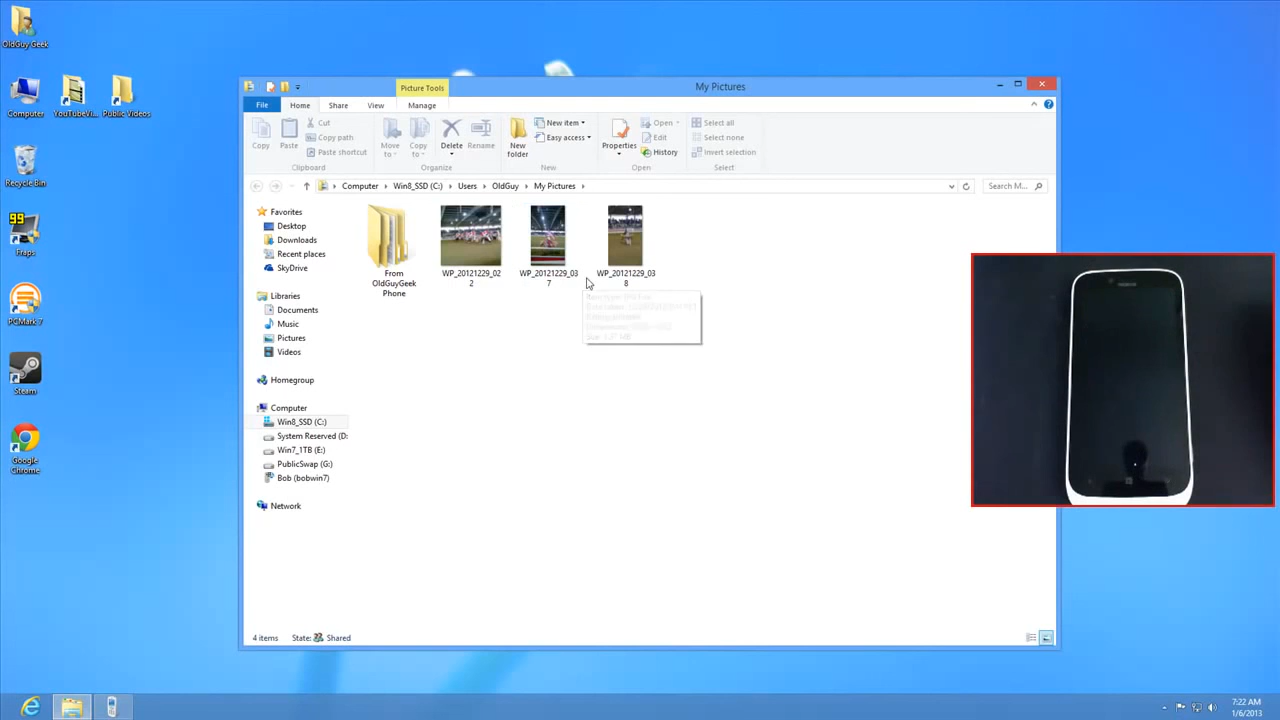 OldGuy Geek
Computer
YouTubeVi...
Public Videos
Recycle Bin
99
Fraps
PCMark 7
Steam
Google
Chrome
Picture Tools
My Pictures
File
Home
Share
View
Manage
Copy
Paste
Cut
Copy path
Paste shortcut
Clipboard
Move
to
Copy
to
Delete
Rename
Organize
New
folder
New item
Easy access
New
Properties
Open
Edit
History
Open
Select all
Select none
Invert selection
Select
Computer
Win8_SSD (C:)
Users
OldGuy
My Pictures
Search M...
Favorites
Desktop
Downloads
Recent places
SkyDrive
Libraries
Documents
Music
Pictures
Videos
Homegroup
Computer
Win8_SSD (C:)
System Reserved (D:
Win7_1TB (E:)
PublicSwap (G:)
Bob (bobwin7)
Network
From
OldGuyGeek
Phone
WP_20121229_02
2
WP_20121229_03
7
WP_20121229_03
8
NOKIA
4 items
State:
Shared
7:22 AM
1/6/2013